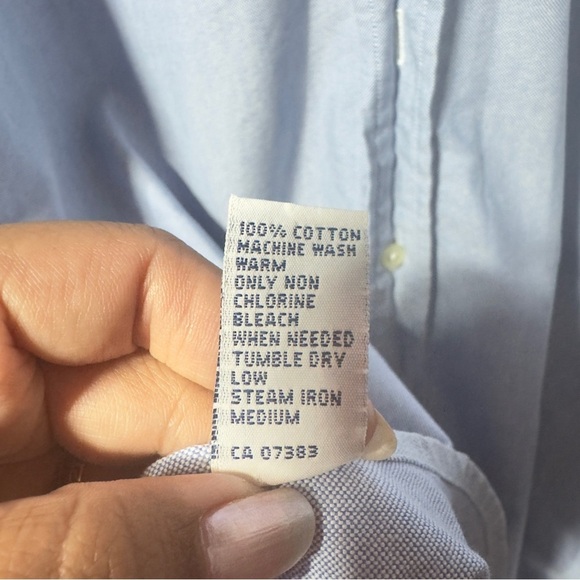 100% COTTON
MACHINE WASH
WARM
ONLY NON
CHLORINE
BLEACH
WHEN NEEDED
TUMBLE DRY
LOW
STEAM IRON
MEDIUM
CA 07383